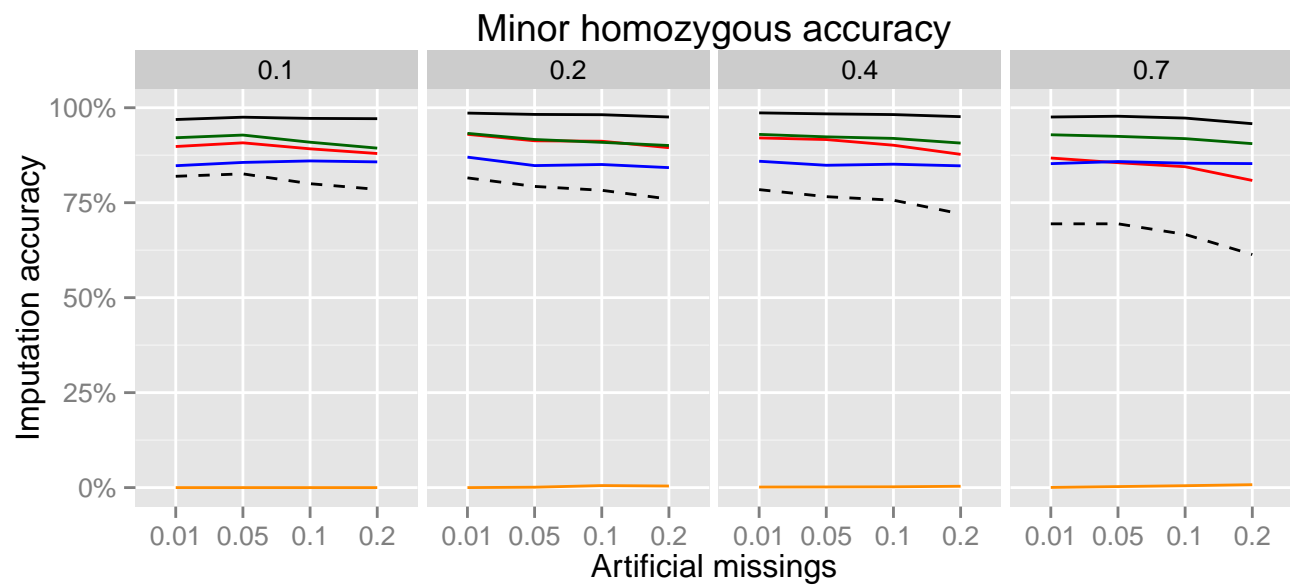 Minor homozygous accuracy
0.1 0.2 0.4 0.7
Imputation accuracy
100%
75%
50%
25%
0%
0.01 0.05 0.1 0.2 0.01 0.05 0.1 0.2 0.01 0.05 0.1 0.2 0.01 0.05 0.1 0.2
Artificial missings